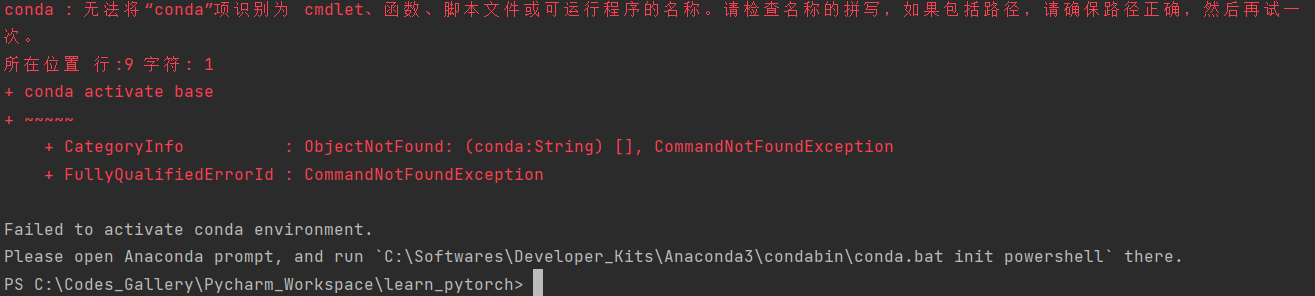 conda : 无法将“conda”项识别为 cmdlet、函数、脚本文件或可运行程序的名称。请检查名称的拼写，如果包括路径，请确保路径正确，然后再试一
次。
所在位置 行:9 字符: 1
+ conda activate base
+ ~~~~~
    + CategoryInfo          : ObjectNotFound: (conda:String) [], CommandNotFoundException
    + FullyQualifiedErrorId : CommandNotFoundException
Failed to activate conda environment.
Please open Anaconda prompt, and run `C:\Softwares\Developer_Kits\Anaconda3\condabin\conda.bat init powershell` there.
PS C:\Codes_Gallery\Pycharm_Workspace\learn_pytorch>